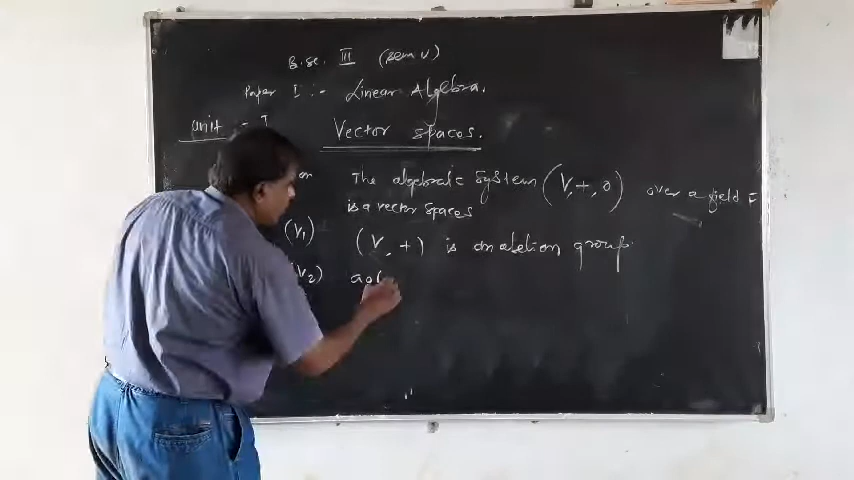 B.Sc. III (Sem V)
Paper I :- Linear Algebra.
unit - I
Vector spaces.
on The algebraic system (V, +, o) over a field F
is a vector spaces
(V1) (V, +) is an abelian group.
(V2) a o (